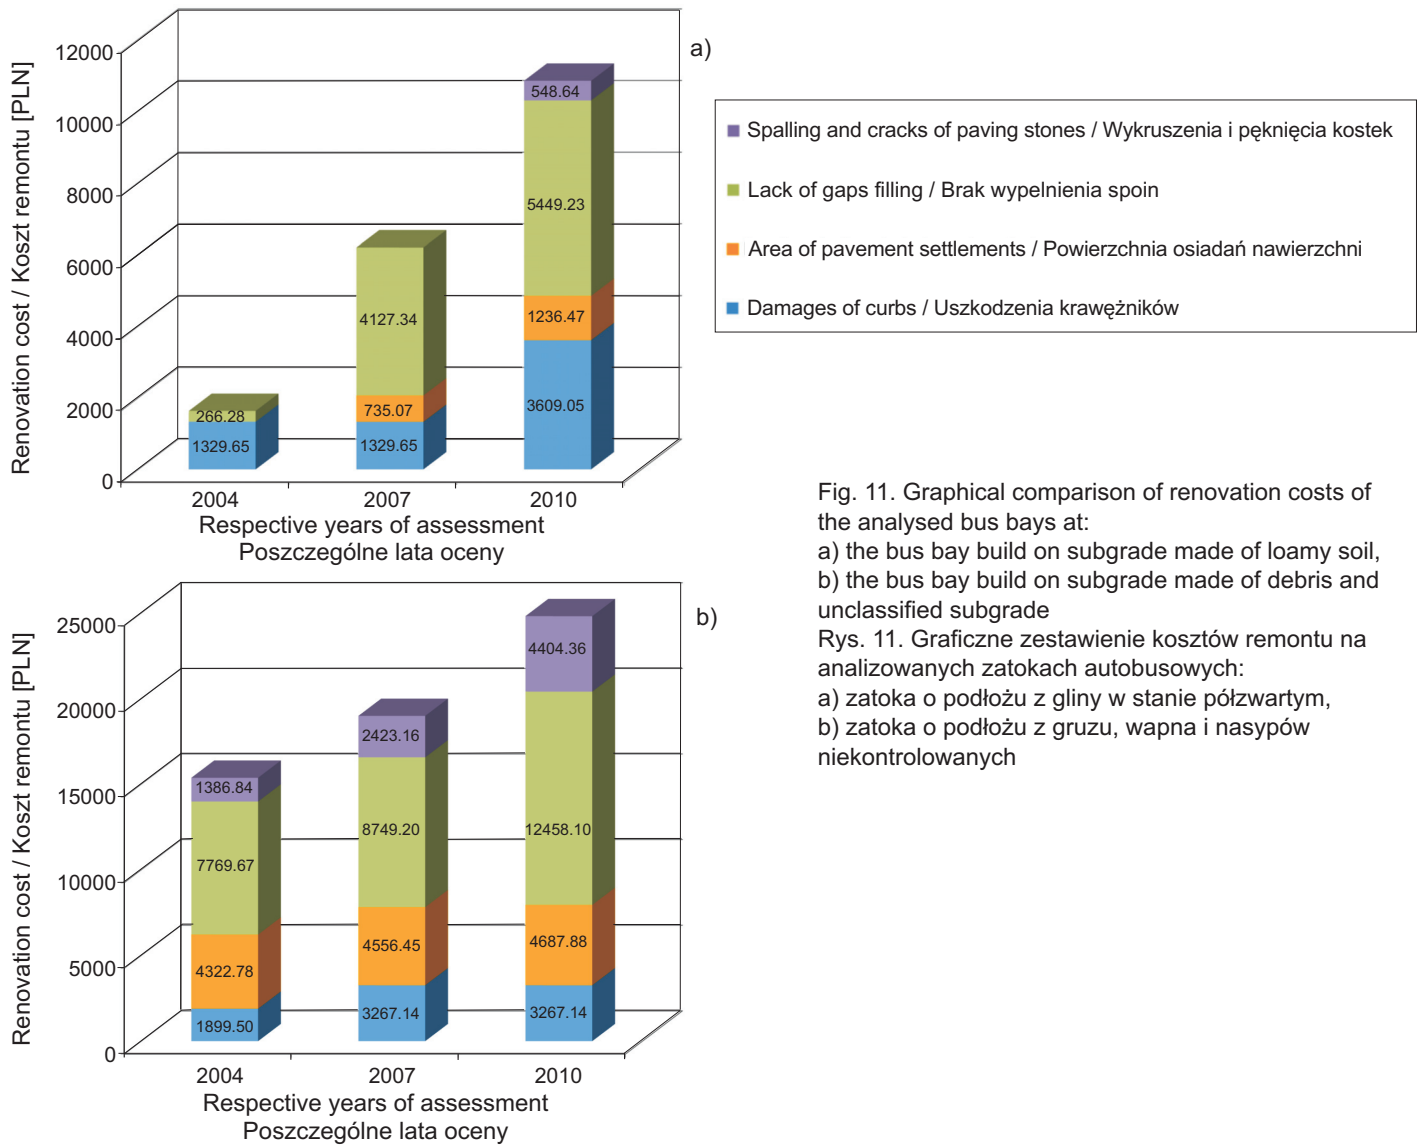 a)
Renovation cost / Koszt remontu [PLN]
12000
10000
8000
6000
4000
2000
0
266.28
1329.65
4127.34
735.07
1329.65
548.64
5449.23
1236.47
3609.05
2004 2007 2010
Respective years of assessment
Poszczególne lata oceny
Spalling and cracks of paving stones / Wykruszenia i pęknięcia kostek
Lack of gaps filling / Brak wypelnienia spoin
Area of pavement settlements / Powierzchnia osiadań nawierzchni
Damages of curbs / Uszkodzenia krawężników
b)
Renovation cost / Koszt remontu [PLN]
25000
20000
15000
10000
5000
0
1386.84
7769.67
4322.78
1899.50
2423.16
8749.20
4556.45
3267.14
4404.36
12458.10
4687.88
3267.14
2004 2007 2010
Respective years of assessment
Poszczególne lata oceny
Fig. 11. Graphical comparison of renovation costs of
the analysed bus bays at:
a) the bus bay build on subgrade made of loamy soil,
b) the bus bay build on subgrade made of debris and
unclassified subgrade
Rys. 11. Graficzne zestawienie kosztów remontu na
analizowanych zatokach autobusowych:
a) zatoka o podłożu z gliny w stanie półzwartym,
b) zatoka o podłożu z gruzu, wapna i nasypów
niekontrolowanych